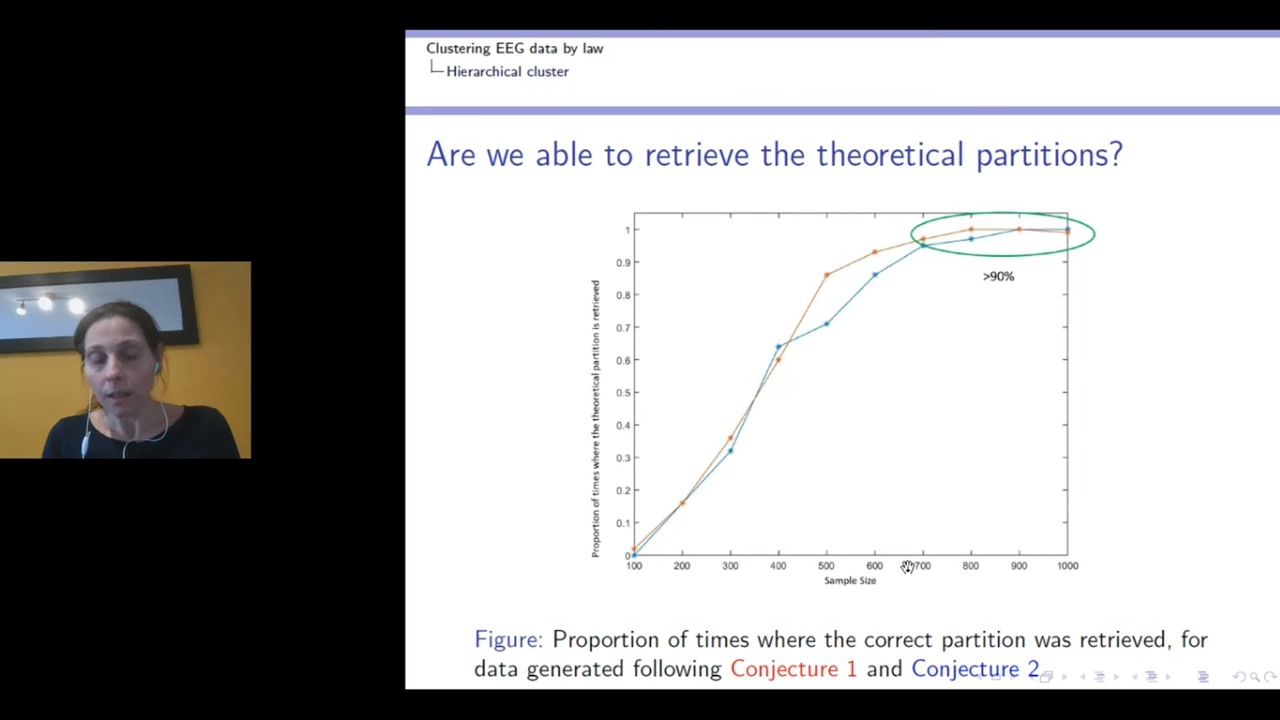 Clustering EEG data by law
Hierarchical cluster
Are we able to retrieve the theoretical partitions?
Proportion of times where the theoretical partition is retrieved
1
0.9
0.8
0.7
0.6
0.5
0.4
0.3
0.2
0.1
0
>90%
100 200 300 400 500 600 700 800 900 1000
Sample Size
Figure: Proportion of times where the correct partition was retrieved, for
data generated following Conjecture 1 and Conjecture 2